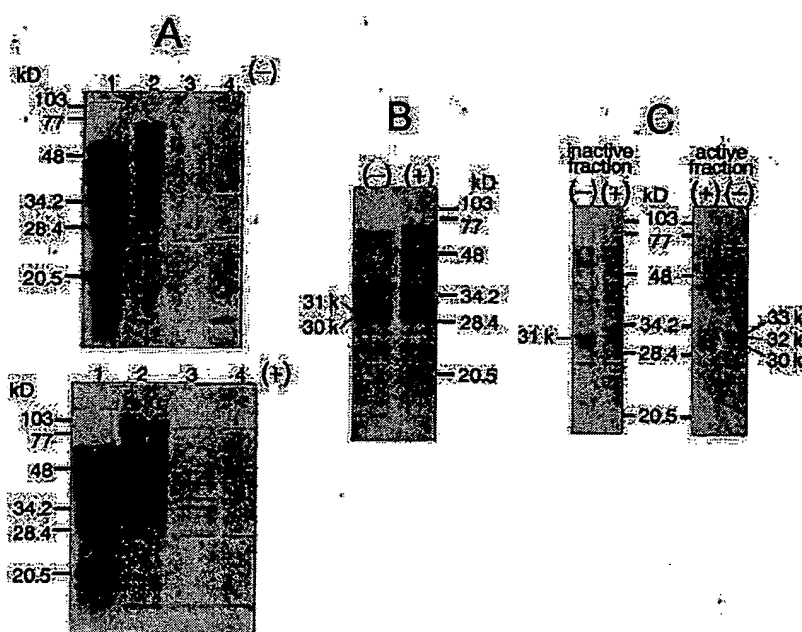 A
kD 1 2 3 4 (−)
103
77
48
34.2
28.4
20.5
kD 1 2 3 4 (+)
103
77
48
34.2
28.4
20.5
B
(−) (+) kD
103
77
48
34.2
28.4
20.5
31 k
30 k
C
inactive fraction
active fraction
(−) (+) kD (+) (−)
103
77
48
34.2
28.4
20.5
31 k
33 k
32 k
30 k